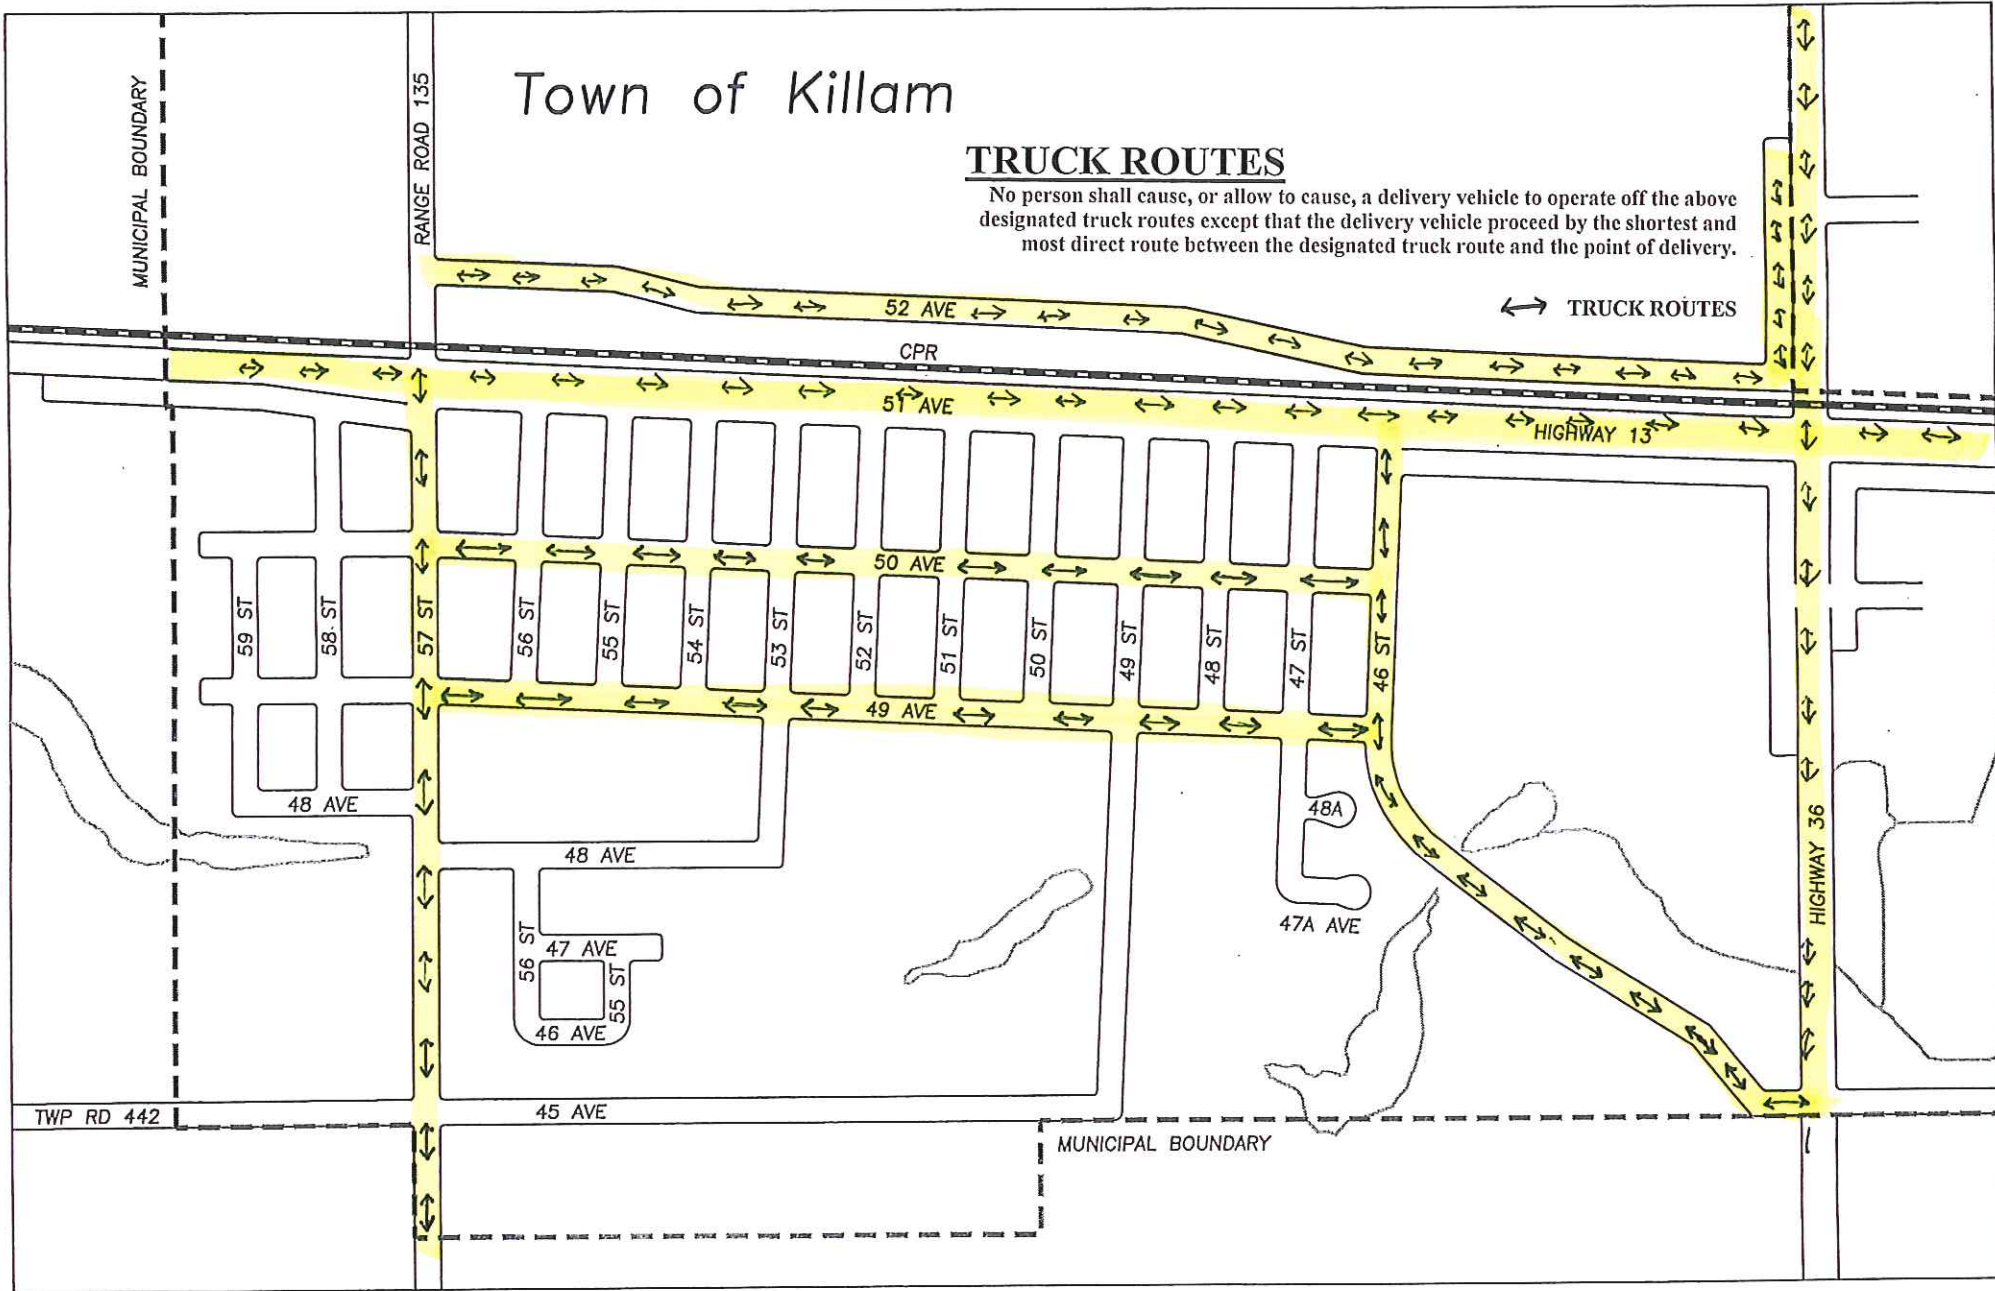 Town of Killam
TRUCK ROUTES
No person shall cause, or allow to cause, a delivery vehicle to operate off the above
designated truck routes except that the delivery vehicle proceed by the shortest and
most direct route between the designated truck route and the point of delivery.
TRUCK ROUTES
MUNICIPAL BOUNDARY
RANGE ROAD 135
52 AVE
CPR
51 AVE
HIGHWAY 13
50 AVE
59 ST
58 ST
57 ST
56 ST
55 ST
54 ST
53 ST
52 ST
51 ST
50 ST
49 ST
48 ST
47 ST
46 ST
49 AVE
48 AVE
48A
HIGHWAY 36
48 AVE
47A AVE
56 ST
47 AVE
55 ST
46 AVE
TWP RD 442
45 AVE
MUNICIPAL BOUNDARY